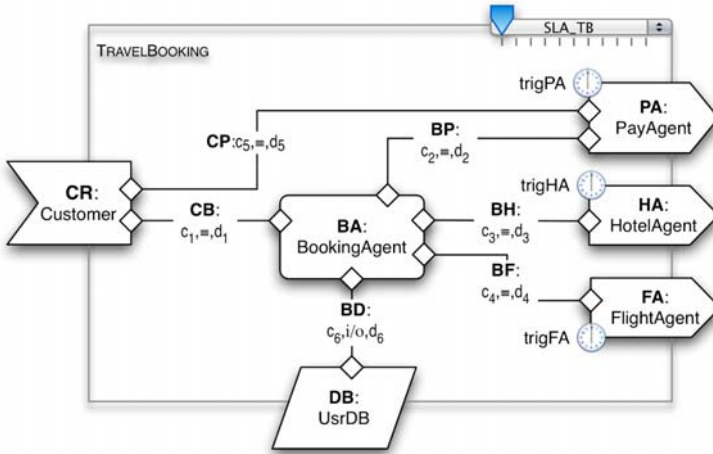 SLA_TB
TRAVELBOOKING
trigPA
PA:
PayAgent
CP:c5,≡,d5
BP:
c2,≡,d2
CR:
Customer
trigHA
HA:
HotelAgent
CB:
c1,≡,d1
BA:
BookingAgent
BH:
c3,≡,d3
BF:
c4,≡,d4
FA:
FlightAgent
trigFA
BD:
c6,i/o,d6
DB:
UsrDB